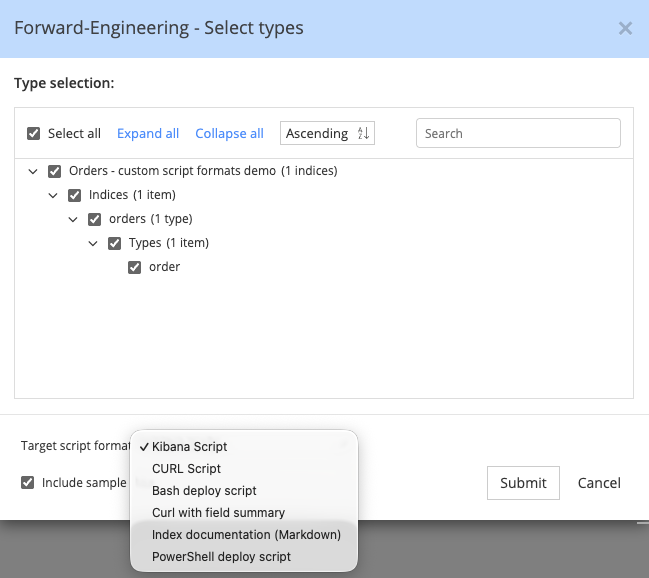 Forward-Engineering - Select types
Type selection:
Select all Expand all Collapse all Ascending Search
Orders - custom script formats demo (1 indices)
Indices (1 item)
orders (1 type)
Types (1 item)
order
Target script format
✓ Kibana Script
CURL Script
Include sample
Bash deploy script
Submit Cancel
Curl with field summary
Index documentation (Markdown)
PowerShell deploy script